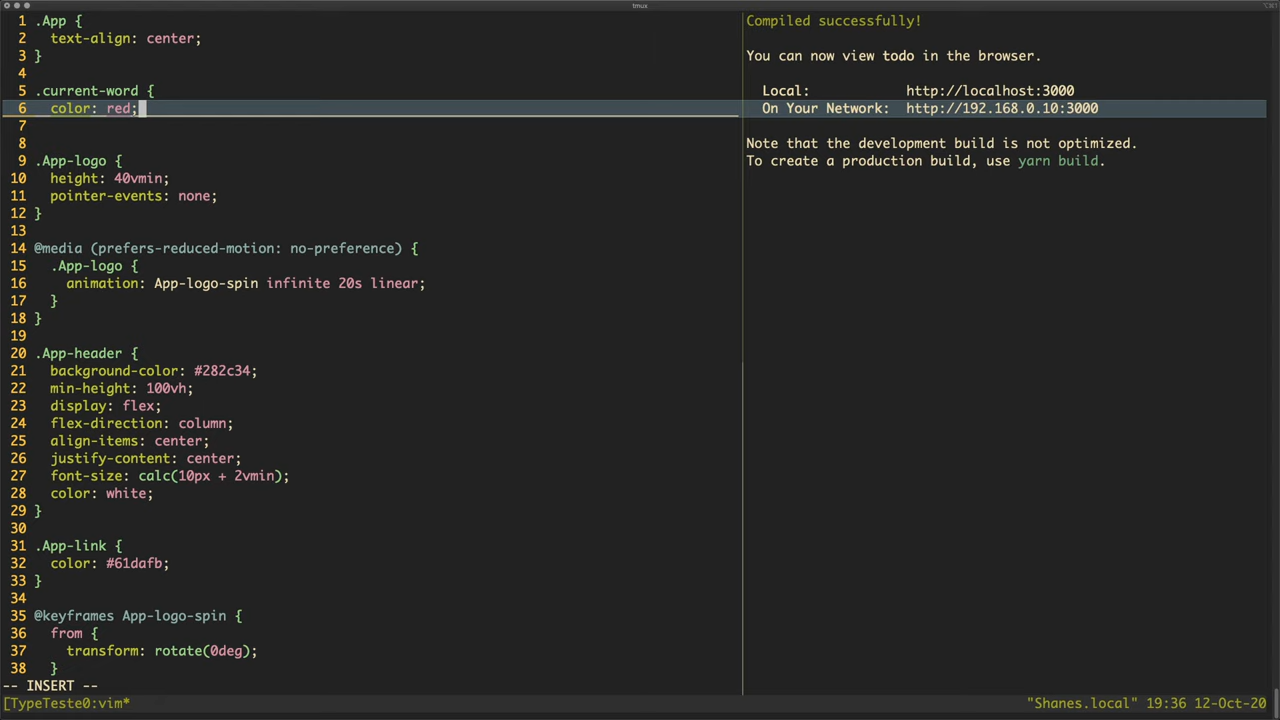 tmux
1 .App {
2   text-align: center;
3 }
4
5 .current-word {
6   color: red;
7
8
9 .App-logo {
10   height: 40vmin;
11   pointer-events: none;
12 }
13
14 @media (prefers-reduced-motion: no-preference) {
15   .App-logo {
16     animation: App-logo-spin infinite 20s linear;
17   }
18 }
19
20 .App-header {
21   background-color: #282c34;
22   min-height: 100vh;
23   display: flex;
24   flex-direction: column;
25   align-items: center;
26   justify-content: center;
27   font-size: calc(10px + 2vmin);
28   color: white;
29 }
30
31 .App-link {
32   color: #61dafb;
33 }
34
35 @keyframes App-logo-spin {
36   from {
37     transform: rotate(0deg);
38   }
-- INSERT --
Compiled successfully!
You can now view todo in the browser.
Local: http://localhost:3000
On Your Network: http://192.168.0.10:3000
Note that the development build is not optimized.
To create a production build, use yarn build.
[TypeTeste0:vim* "Shanes.local" 19:36 12-Oct-20